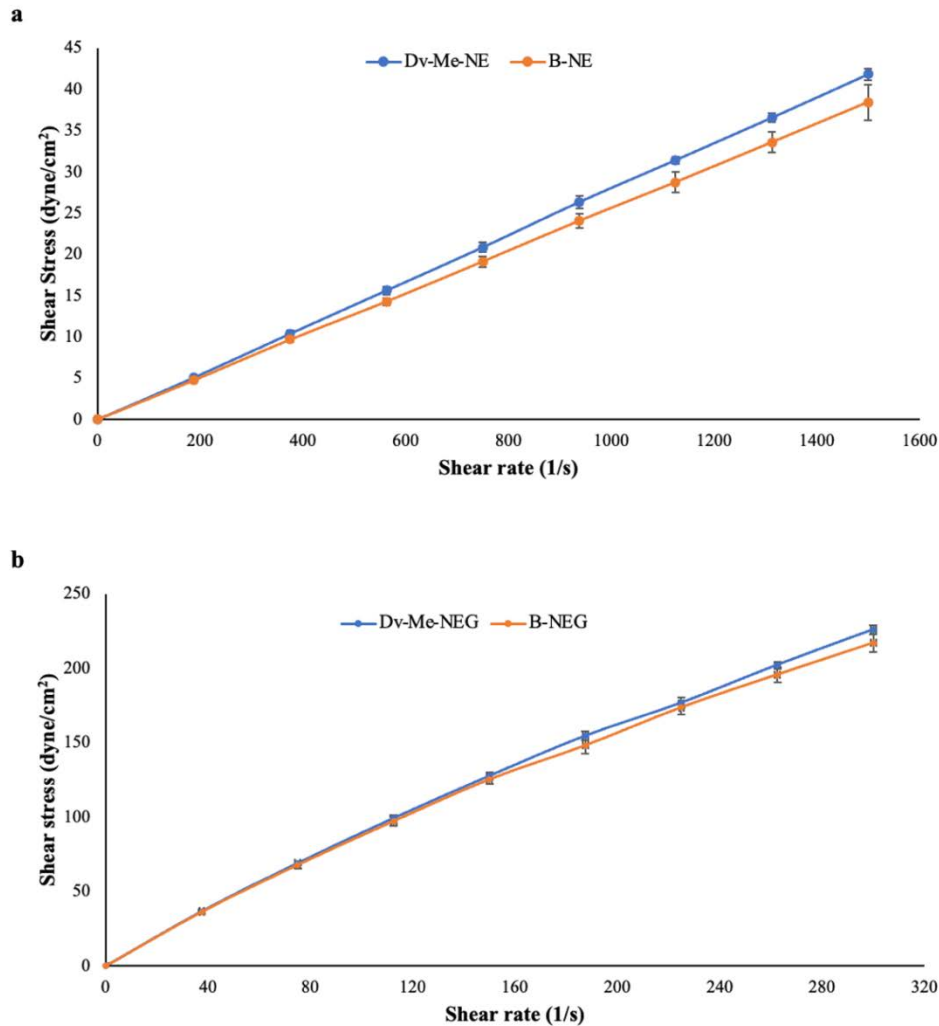 a
45
Dv-Me-NE B-NE
40
35
30
25
20
15
10
5
0
Shear Stress (dyne/cm²)
0 200 400 600 800 1000 1200 1400 1600
Shear rate (1/s)
b
250
Dv-Me-NEG B-NEG
200
150
100
50
0
Shear stress (dyne/cm²)
0 40 80 120 160 200 240 280 320
Shear rate (1/s)